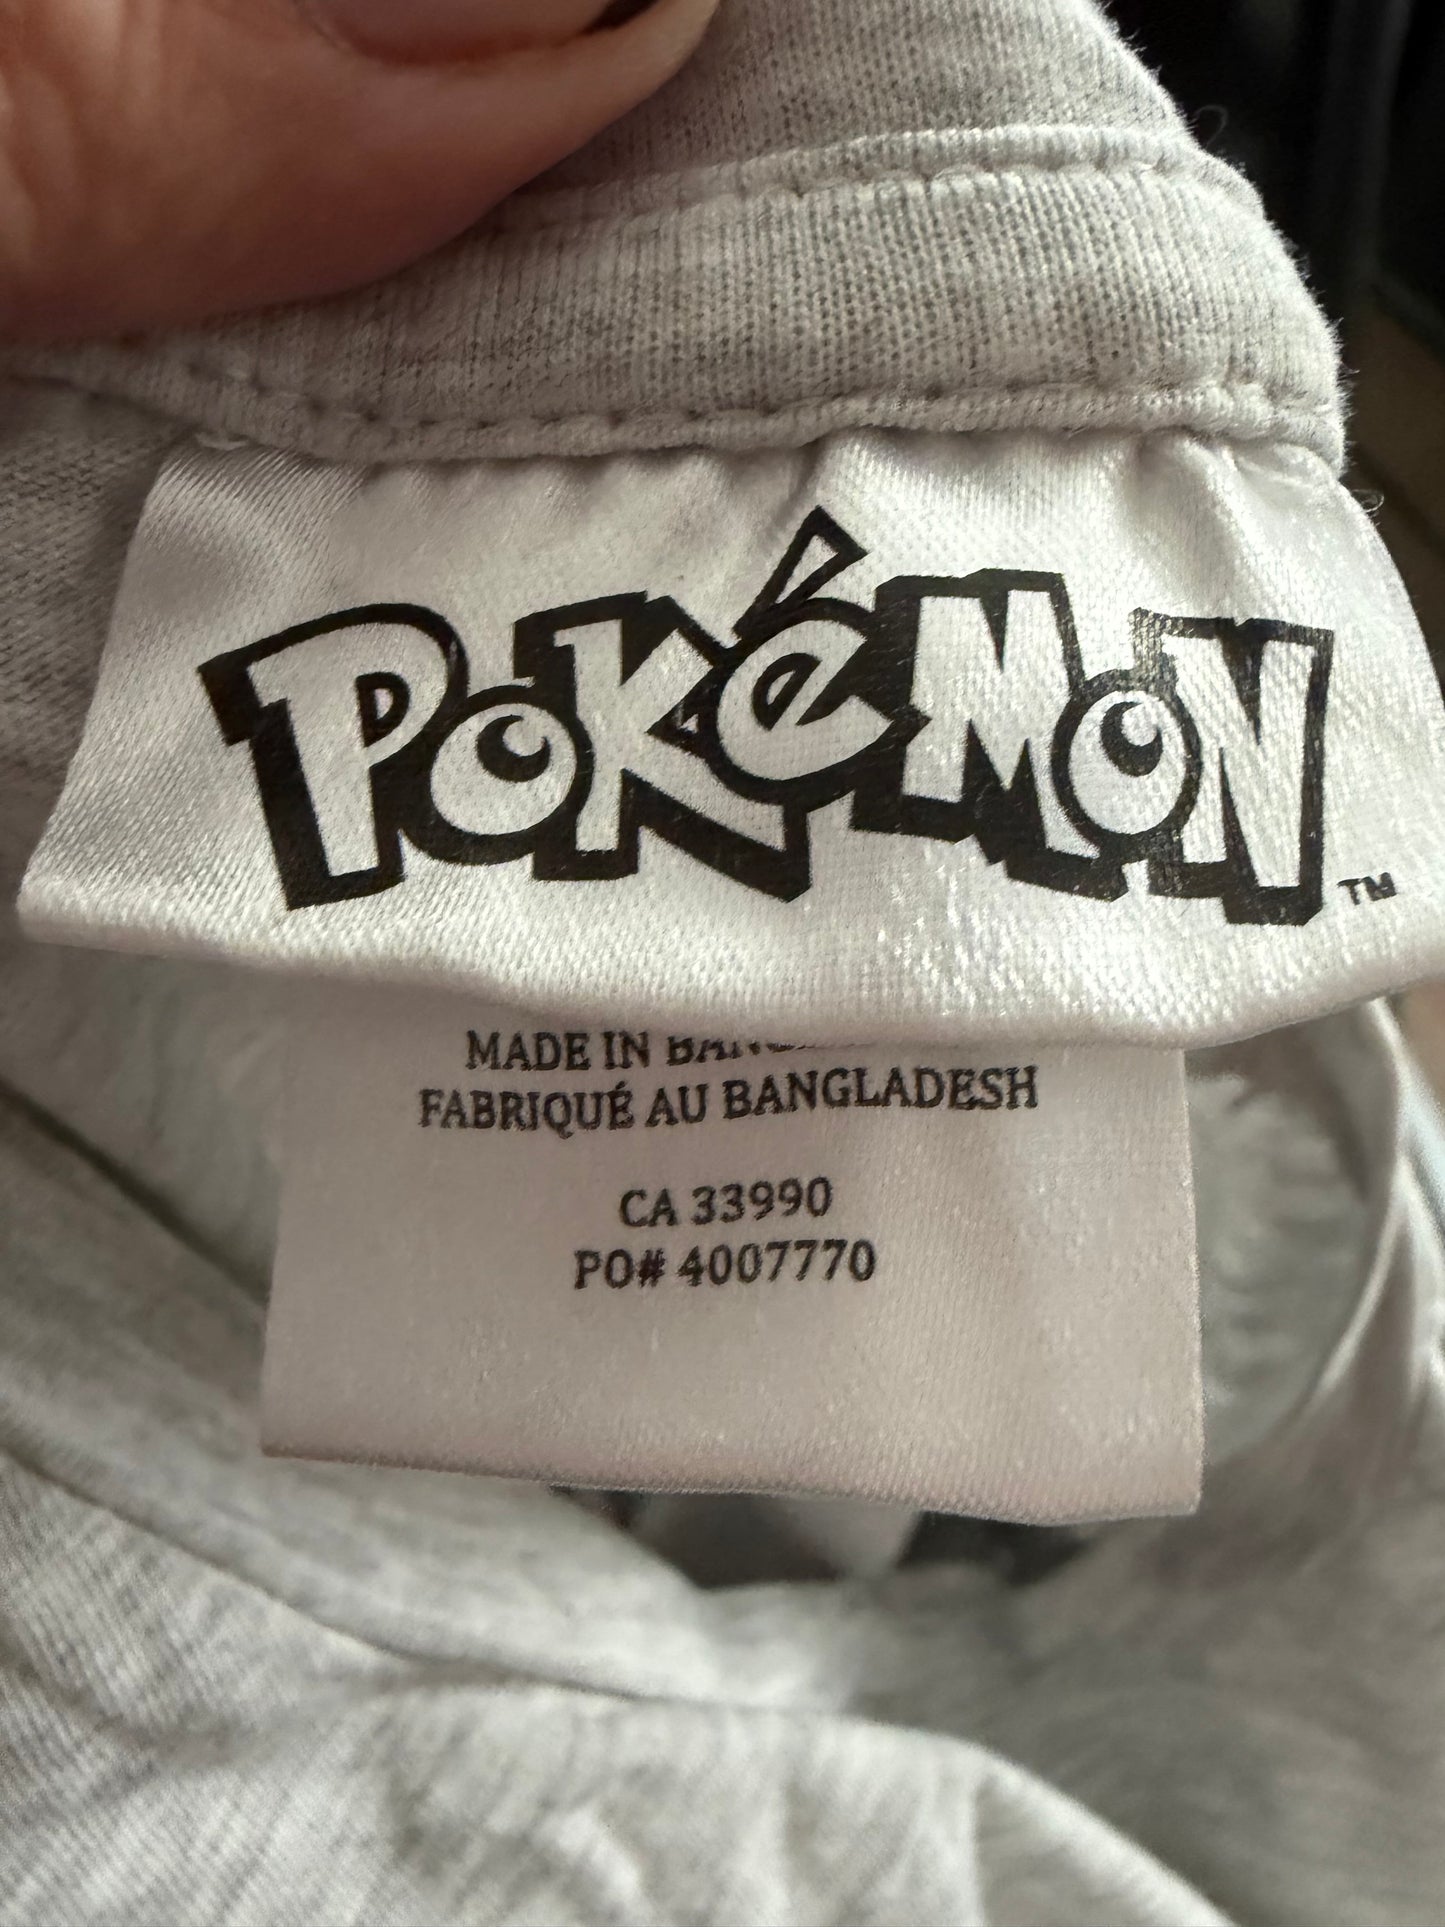 POKéMON
TM
MADE IN
FABRIQUÉ AU BANGLADESH
CA 33990
PO# 4007770